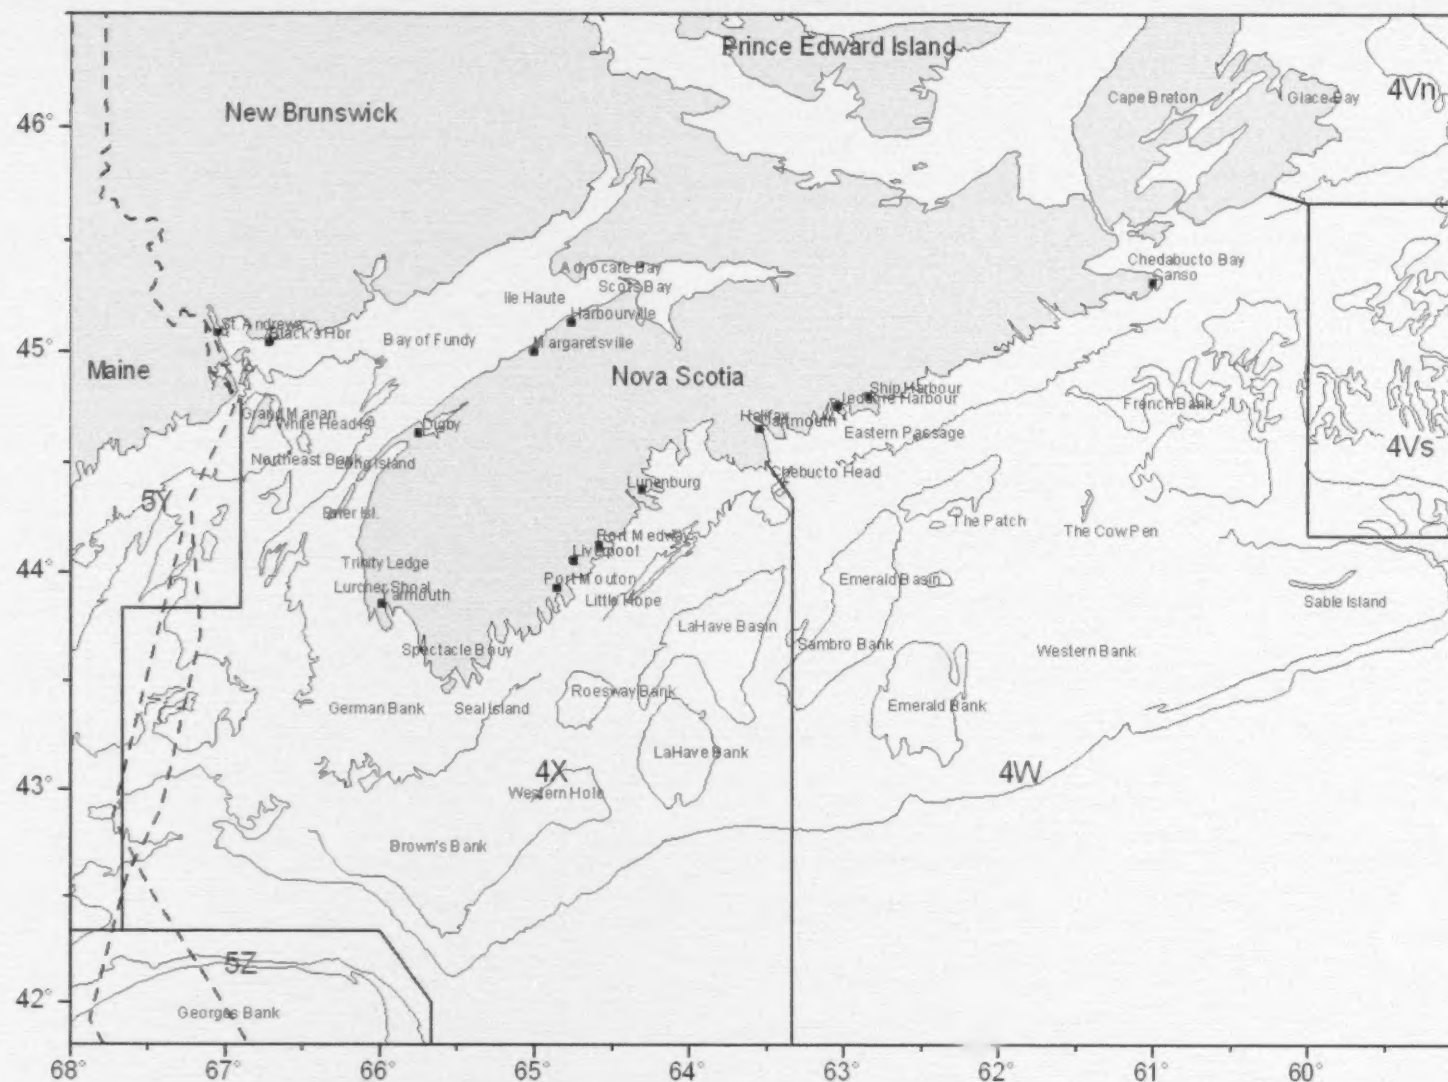 Prince Edward Island
4Vn
Cape Breton
Glace Bay
New Brunswick
46°
Chedabucto Bay
Canso
Advocate Bay
Scots Bay
Ile Haute
Harbourville
St. Andrews
Black's Hbr
Bay of Fundy
Margaretsville
45°
Maine
Nova Scotia
Ship Harbour
Jeddore Harbour
French Bank
Grand Manan
White Head Is
Digby
Halifax
Dartmouth
Eastern Passage
4Vs
Northeast Bank
Long Island
Chebucto Head
Lunenburg
5Y
Brier Isl.
The Patch
The Cow Pen
Port Medway
Liverpool
44°
Trinity Ledge
Lurcher Shoal
Yarmouth
Port Mouton
Little Hope
Emerald Basin
Sable Island
LaHave Basin
Sambro Bank
Spectacle Bouy
Western Bank
Roesway Bank
German Bank
Seal Island
Emerald Bank
LaHave Bank
4X
4W
43°
Western Hole
Brown's Bank
5Z
42°
Georges Bank
68°
67°
66°
65°
64°
63°
62°
61°
60°